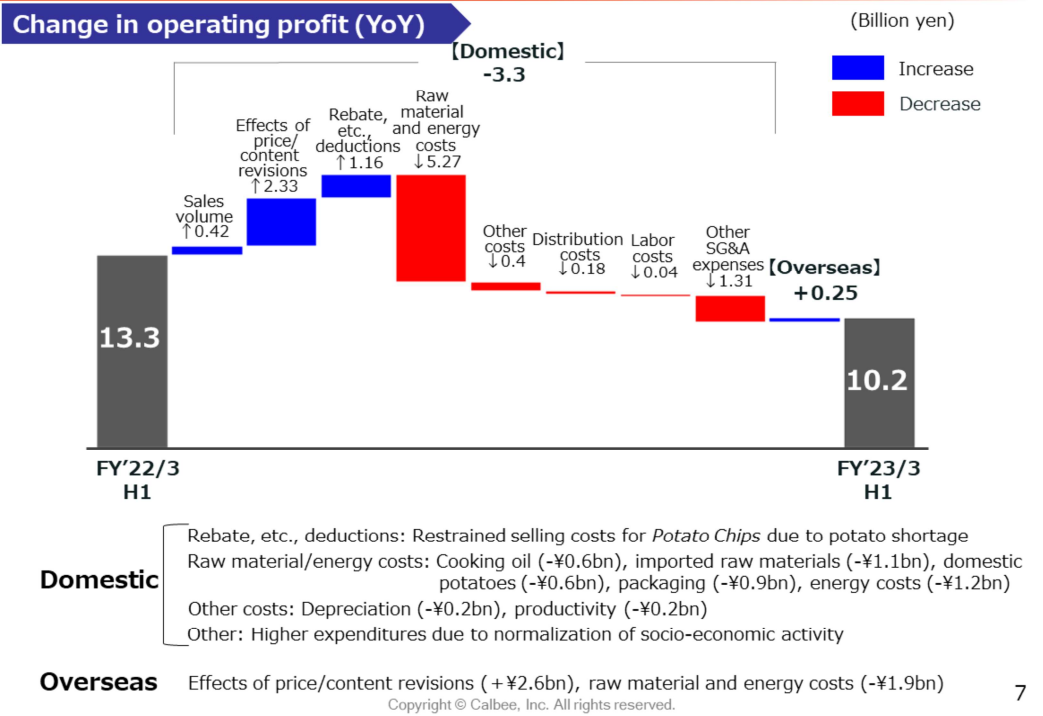 Change in operating profit (YoY)
(Billion yen)
Increase
Decrease
【Domestic】
-3.3
Sales
volume
↑0.42
Effects of
price/
content
revisions
↑2.33
Rebate,
etc.,
deductions
↑1.16
Raw
material
and energy
costs
↓5.27
Other
costs
↓0.4
Distribution
costs
↓0.18
Labor
costs
↓0.04
Other
SG&A
expenses
↓1.31
【Overseas】
+0.25
13.3
10.2
FY’22/3
H1
FY’23/3
H1
Domestic
Rebate, etc., deductions: Restrained selling costs for Potato Chips due to potato shortage
Raw material/energy costs: Cooking oil (-¥0.6bn), imported raw materials (-¥1.1bn), domestic
potatoes (-¥0.6bn), packaging (-¥0.9bn), energy costs (-¥1.2bn)
Other costs: Depreciation (-¥0.2bn), productivity (-¥0.2bn)
Other: Higher expenditures due to normalization of socio-economic activity
Overseas
Effects of price/content revisions (+¥2.6bn), raw material and energy costs (-¥1.9bn)
Copyright © Calbee, Inc. All rights reserved.
7